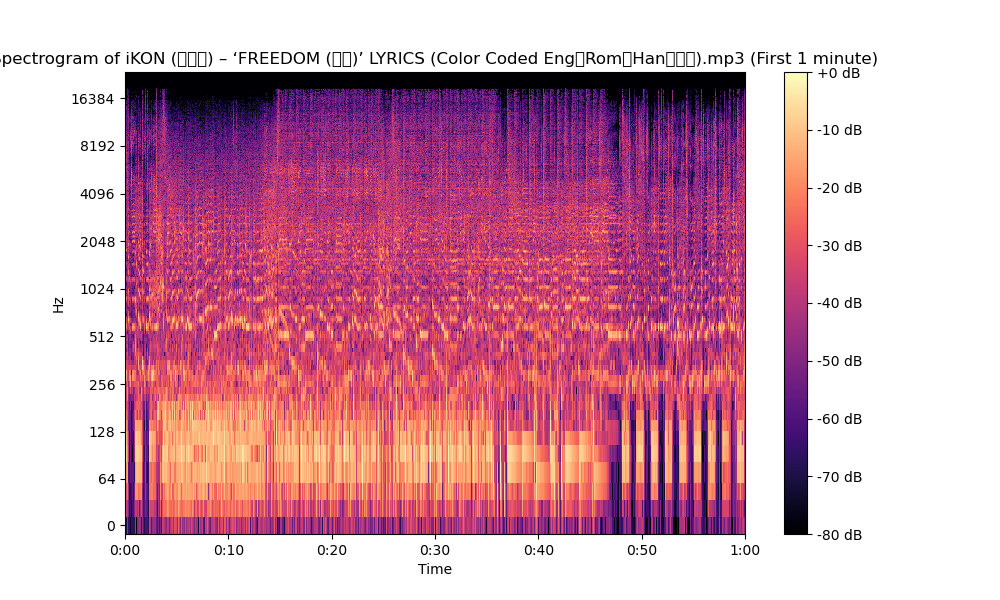 pectrogram of iKON (▯▯▯) – ‘FREEDOM (▯▯)’ LYRICS (Color Coded Eng▯Rom▯Han▯▯▯).mp3 (First 1 minute)
+0 dB
16384
-10 dB
8192
-20 dB
4096
-30 dB
2048
Hz
1024
-40 dB
512
-50 dB
256
-60 dB
128
-70 dB
64
0
-80 dB
0:00 0:10 0:20 0:30 0:40 0:50 1:00
Time